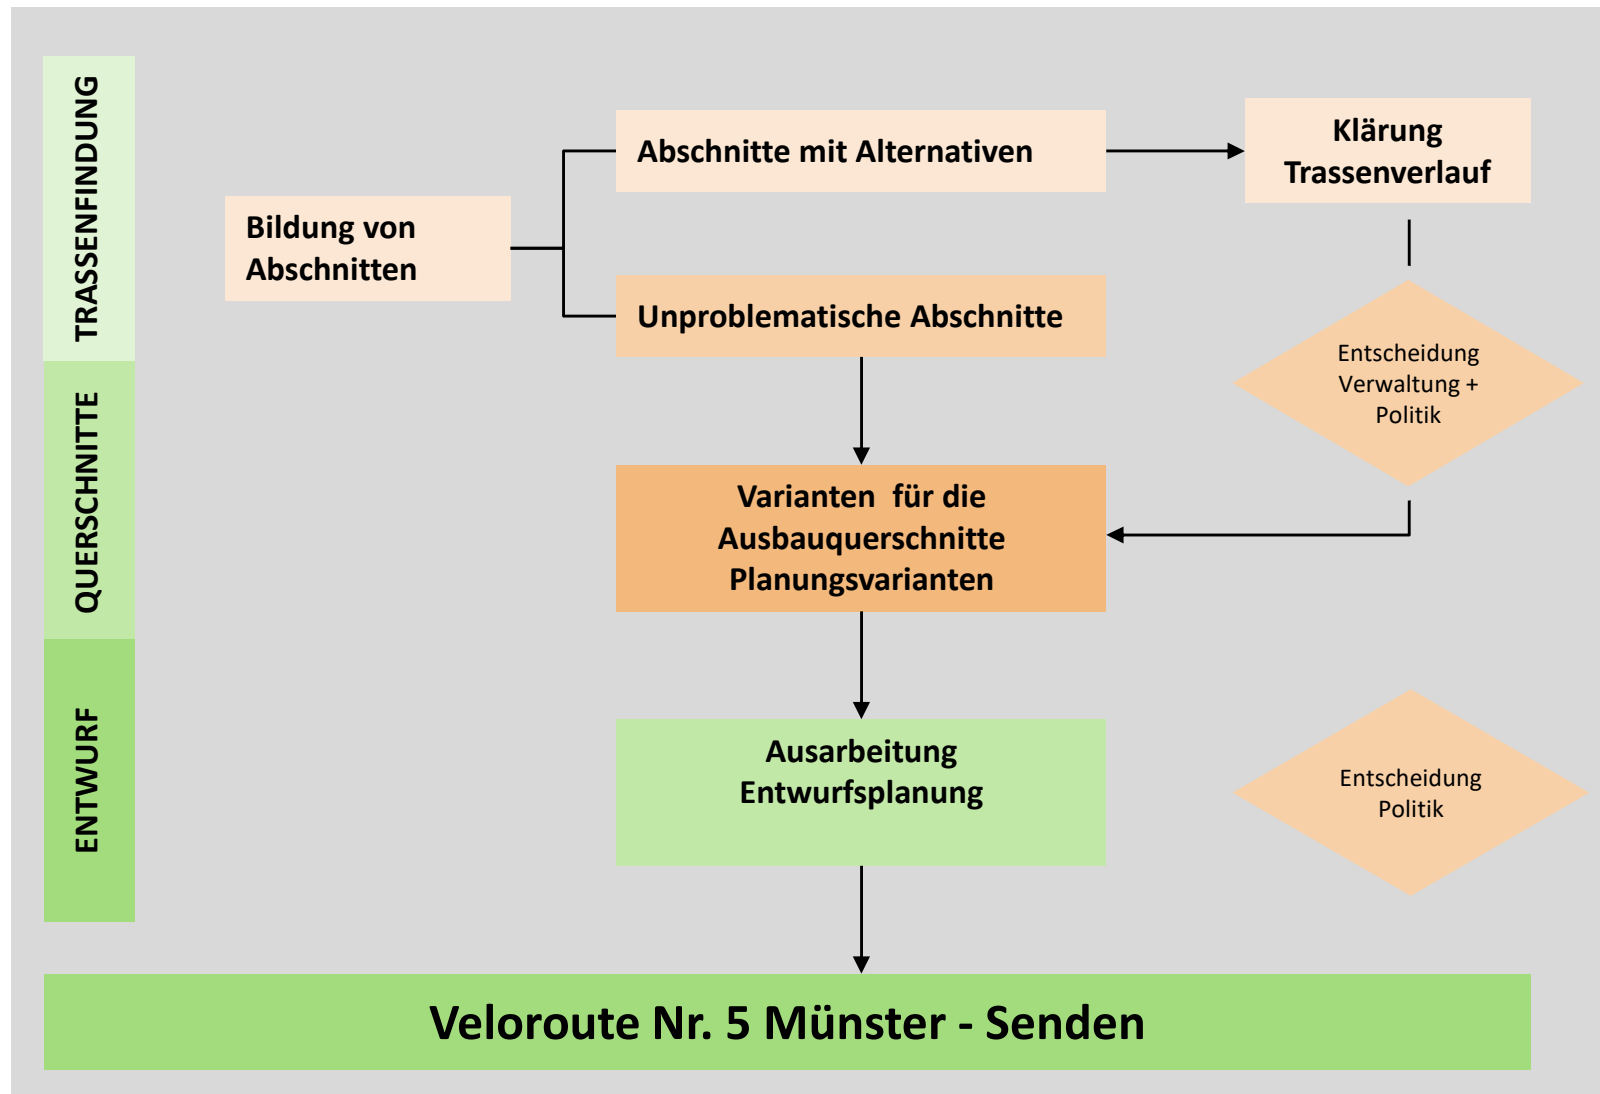 TRASSENFINDUNG
Abschnitte mit Alternativen
Klärung
Trassenverlauf
Bildung von
Abschnitten
Unproblematische Abschnitte
Entscheidung
Verwaltung +
Politik
QUERSCHNITTE
Varianten für die
Ausbauquerschnitte
Planungsvarianten
ENTWURF
Ausarbeitung
Entwurfsplanung
Entscheidung
Politik
Veloroute Nr. 5 Münster - Senden